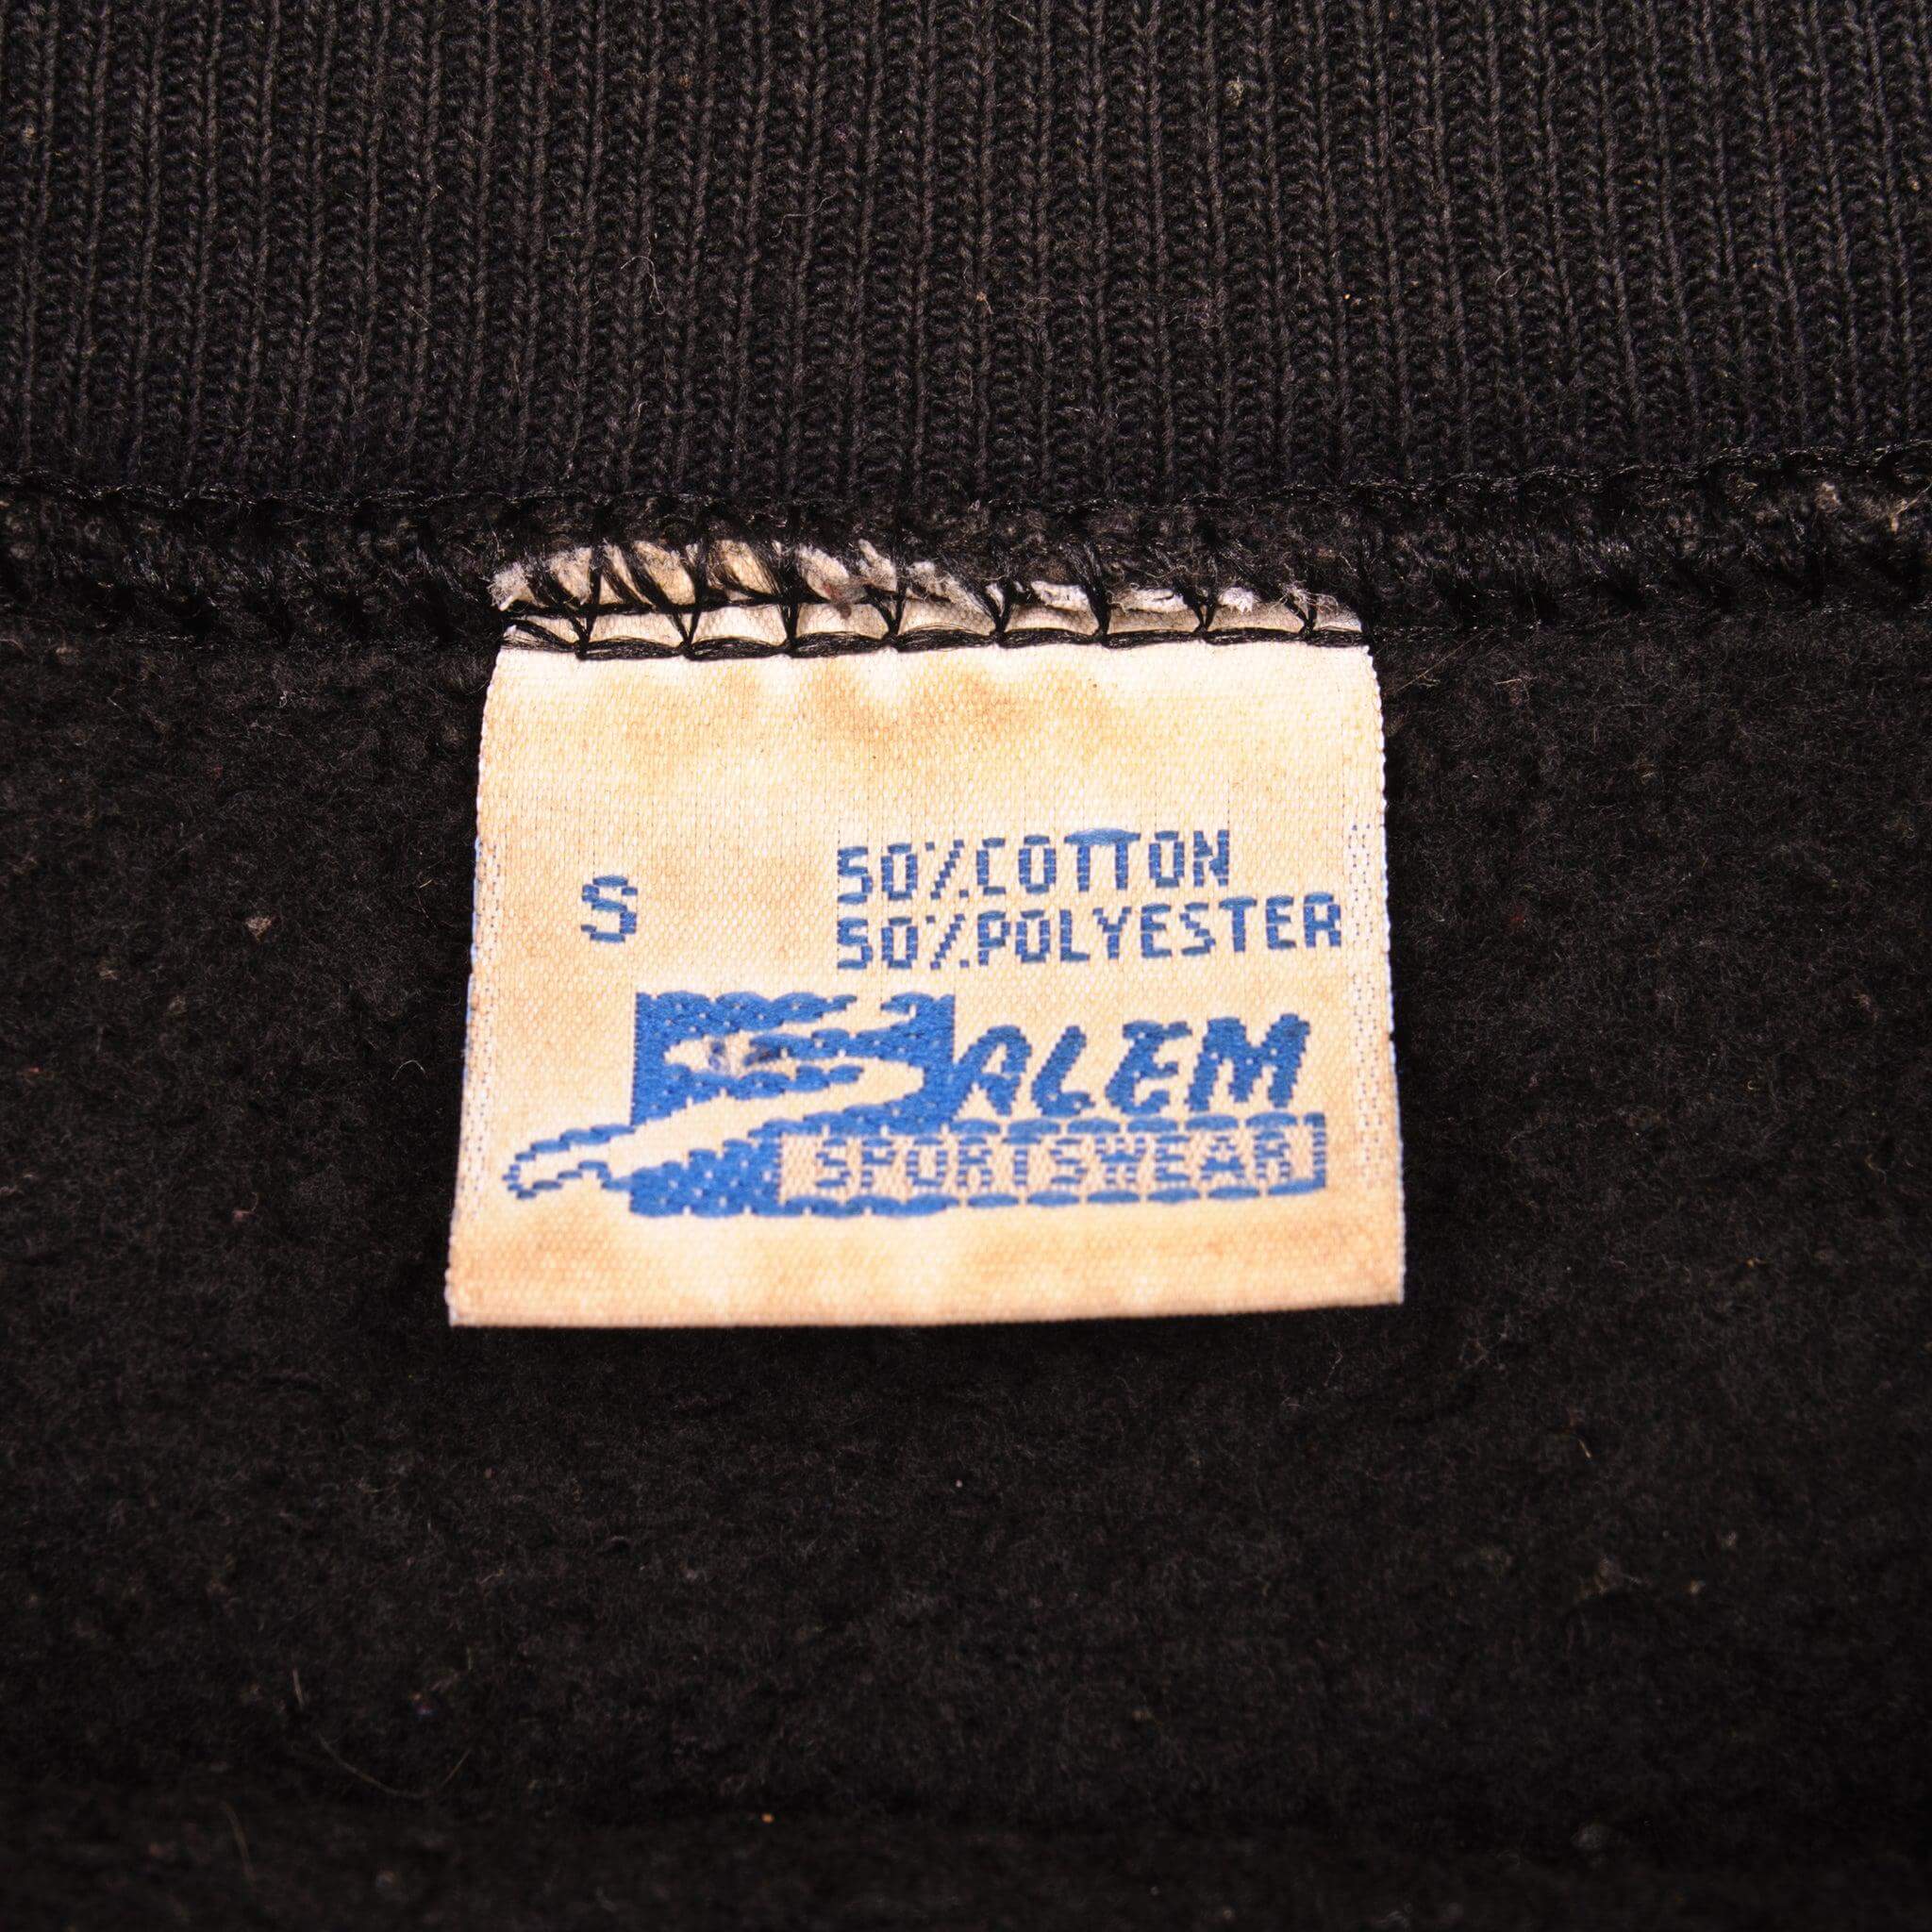 S
50% COTTON
50% POLYESTER
SALEM
SPORTSWEAR